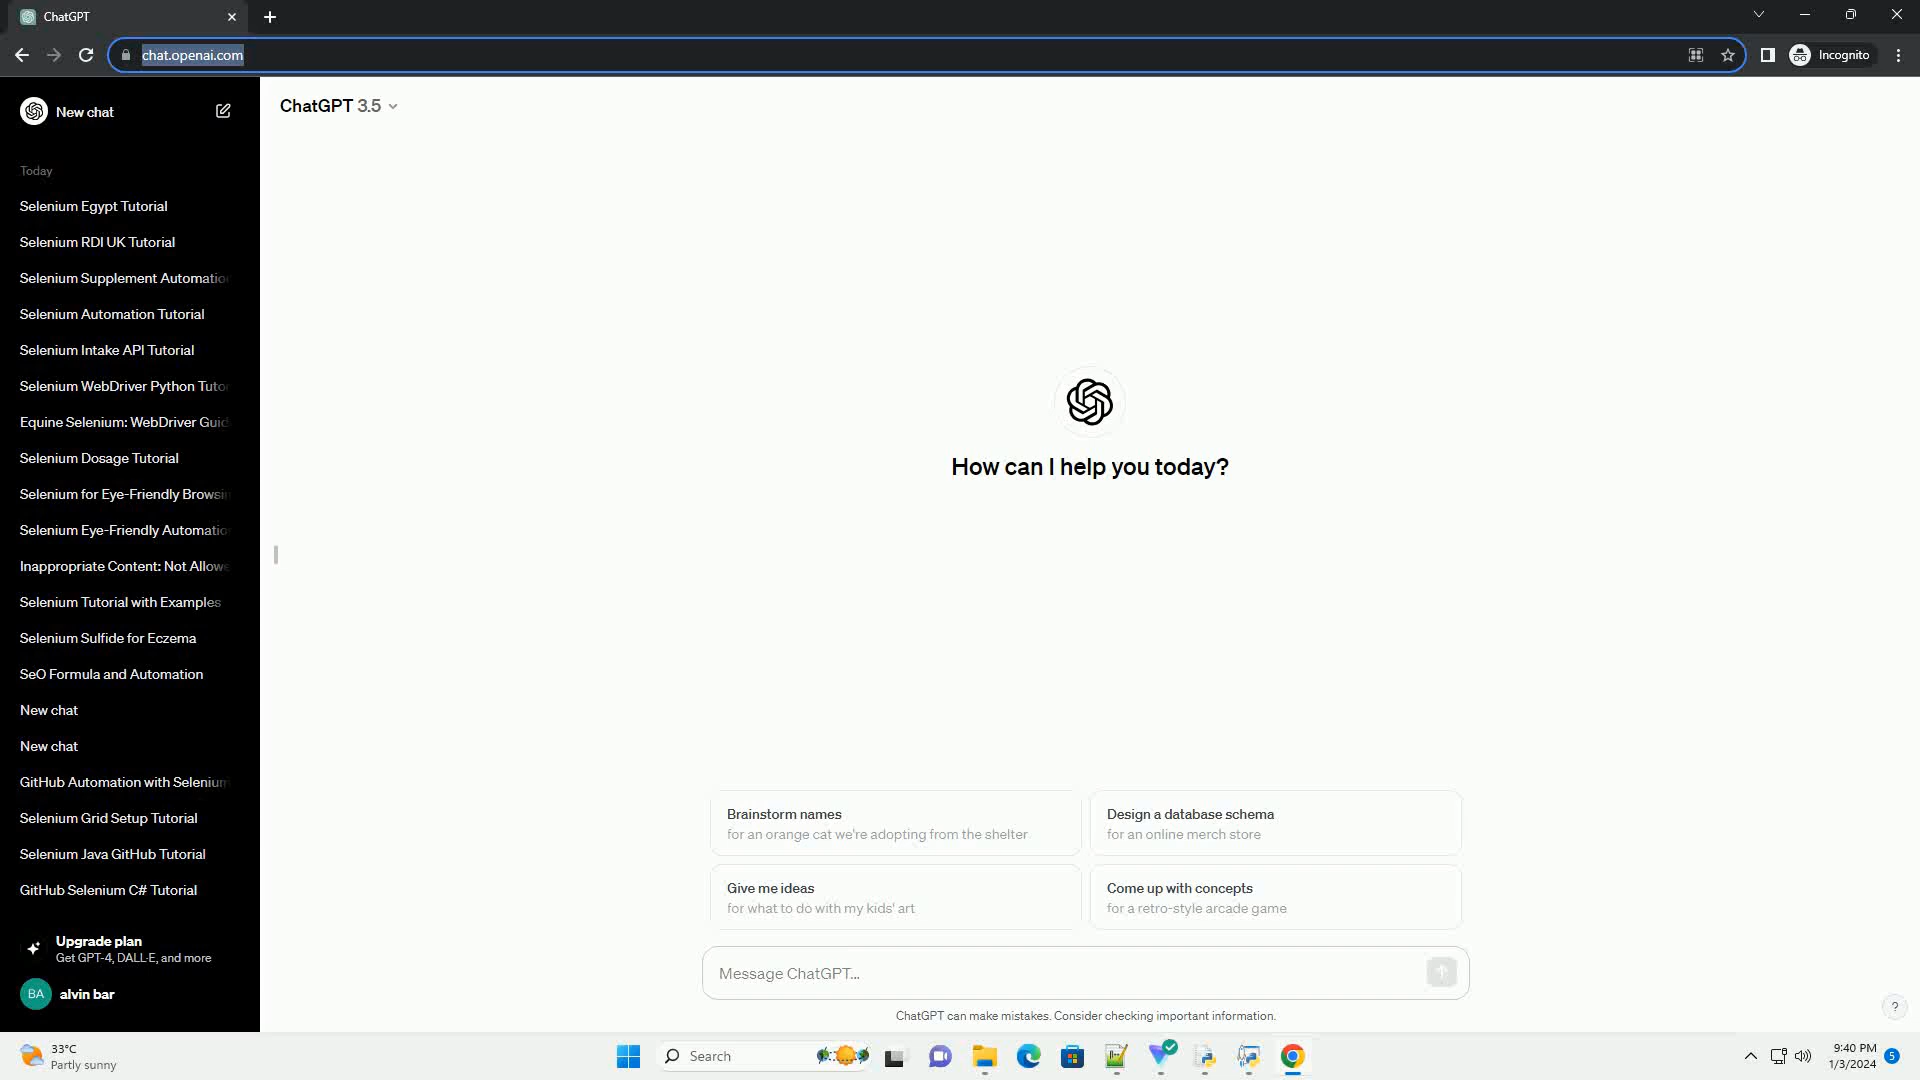 ChatGPT
chat.openai.com
Incognito
New chat
ChatGPT 3.5
Today
Selenium Egypt Tutorial
Selenium RDI UK Tutorial
Selenium Supplement Automatio
Selenium Automation Tutorial
Selenium Intake API Tutorial
Selenium WebDriver Python Tutor
Equine Selenium: WebDriver Guid
Selenium Dosage Tutorial
Selenium for Eye-Friendly Browsin
Selenium Eye-Friendly Automatio
Inappropriate Content: Not Allowe
Selenium Tutorial with Examples
Selenium Sulfide for Eczema
SeO Formula and Automation
New chat
New chat
GitHub Automation with Selenium
Selenium Grid Setup Tutorial
Selenium Java GitHub Tutorial
GitHub Selenium C# Tutorial
Upgrade plan
Get GPT-4, DALL·E, and more
BA alvin bar
How can I help you today?
Brainstorm names
for an orange cat we're adopting from the shelter
Design a database schema
for an online merch store
Give me ideas
for what to do with my kids' art
Come up with concepts
for a retro-style arcade game
Message ChatGPT...
ChatGPT can make mistakes. Consider checking important information.
?
33°C
Partly sunny
Search
9:40 PM
1/3/2024
5